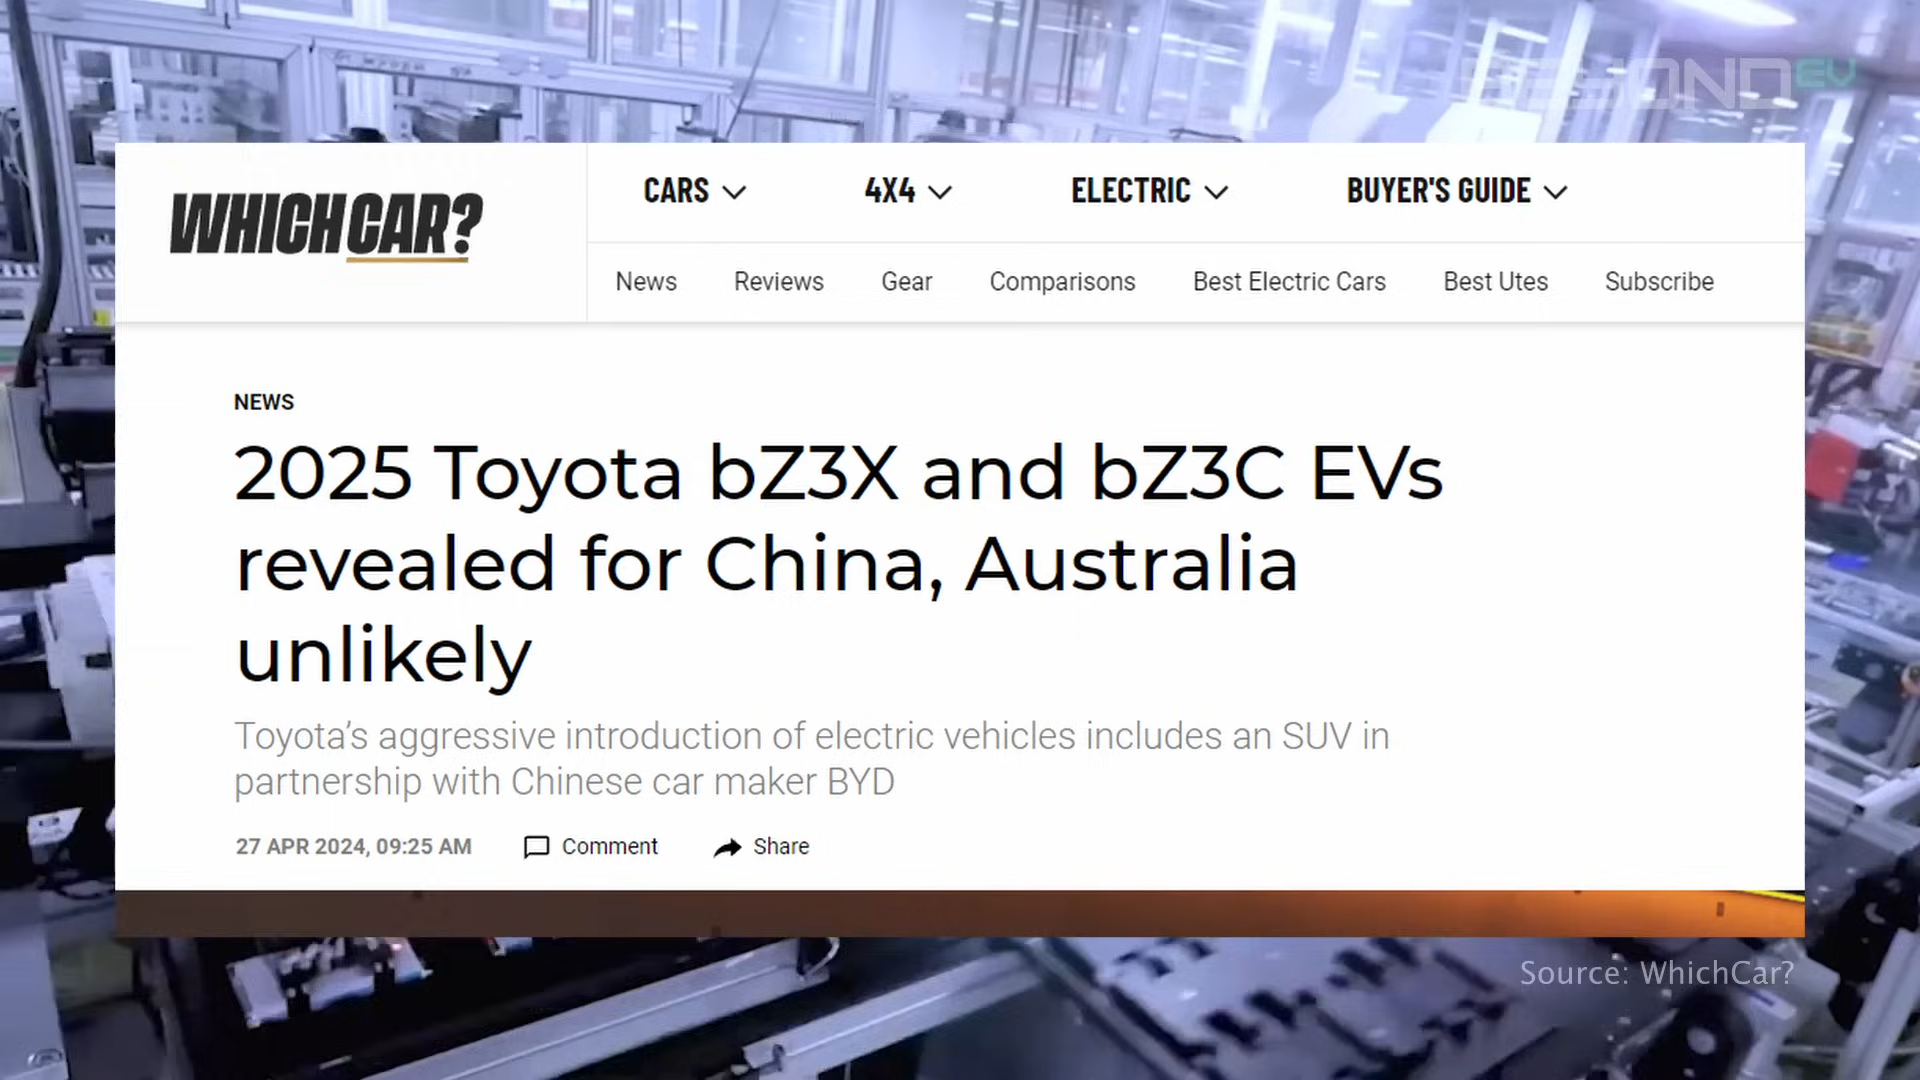 BEYOND EV
WHICHCAR?
CARS
4X4
ELECTRIC
BUYER'S GUIDE
News
Reviews
Gear
Comparisons
Best Electric Cars
Best Utes
Subscribe
NEWS
2025 Toyota bZ3X and bZ3C EVs
revealed for China, Australia
unlikely
Toyota’s aggressive introduction of electric vehicles includes an SUV in
partnership with Chinese car maker BYD
27 APR 2024, 09:25 AM
Comment
Share
Source: WhichCar?